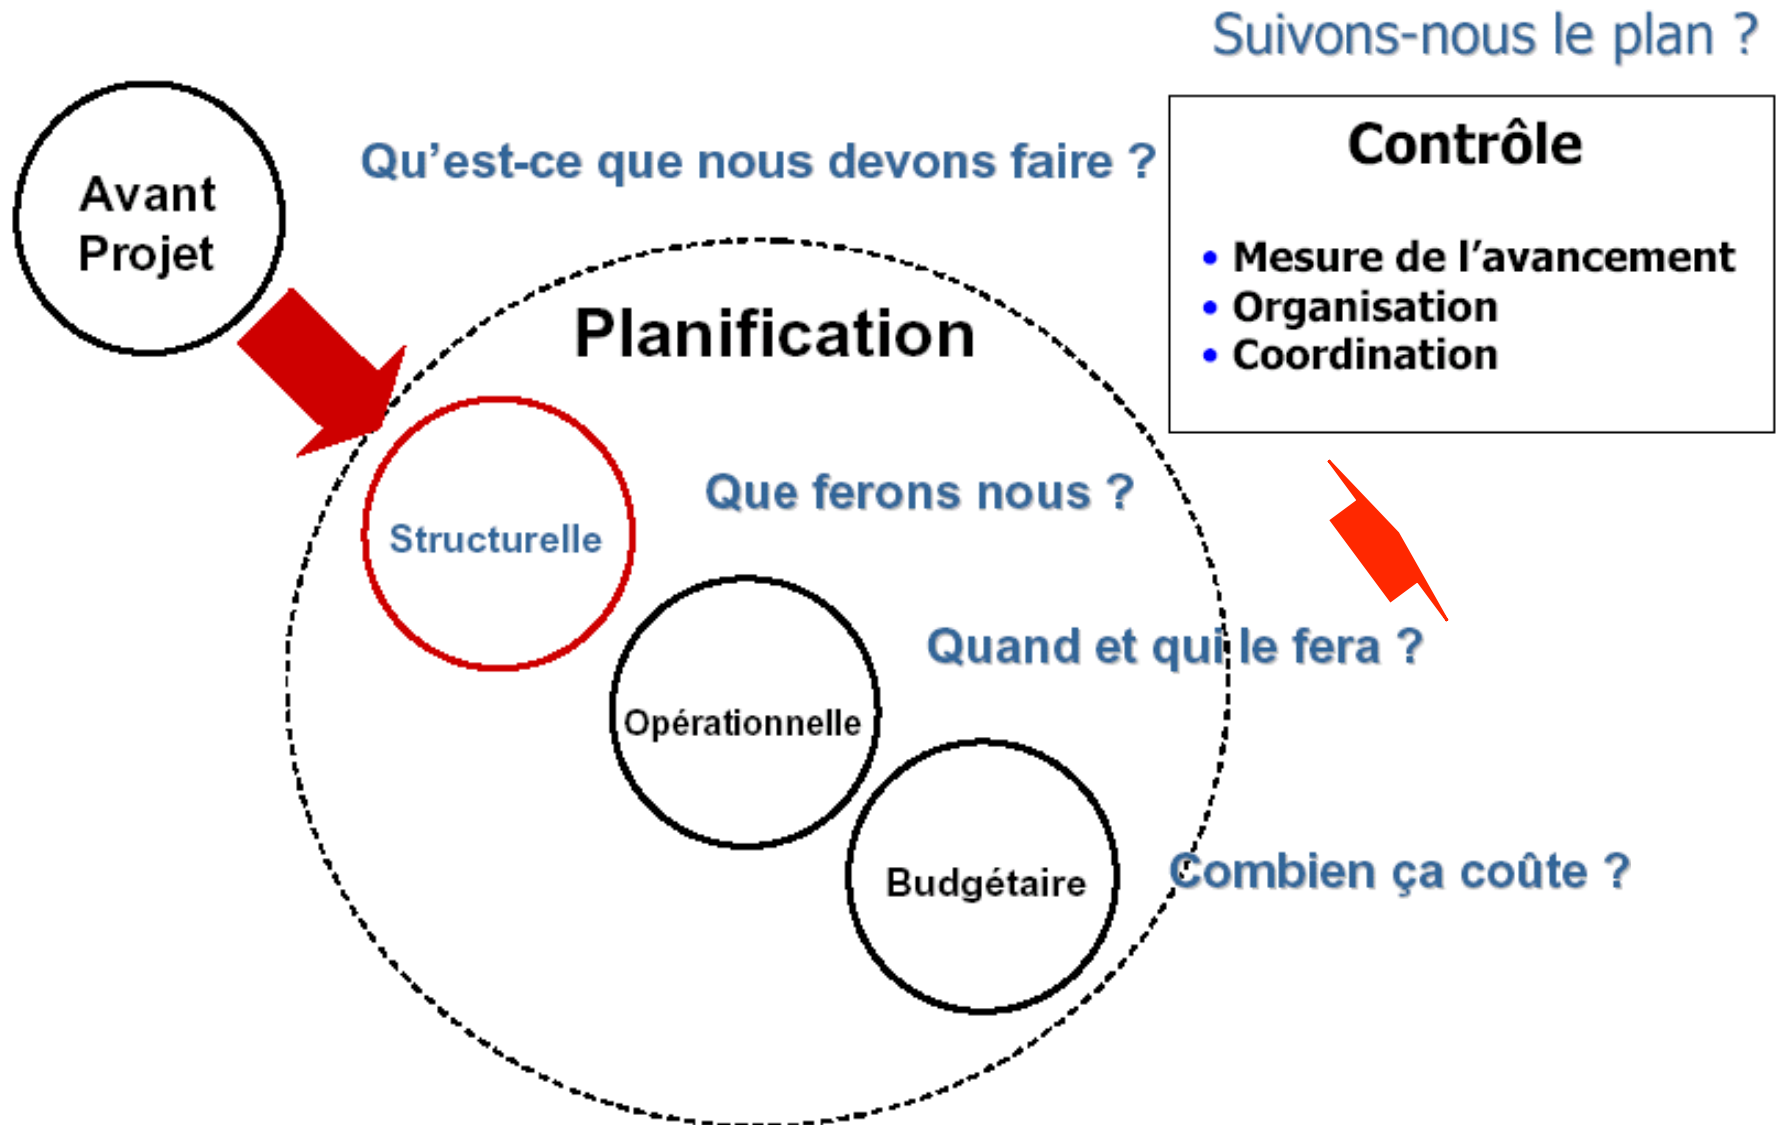 Suivons-nous le plan ?
Avant
Projet
Qu’est-ce que nous devons faire ?
Contrôle
• Mesure de l’avancement
• Organisation
• Coordination
Planification
Structurelle
Que ferons nous ?
Opérationnelle
Quand et qui le fera ?
Budgétaire
Combien ça coûte ?